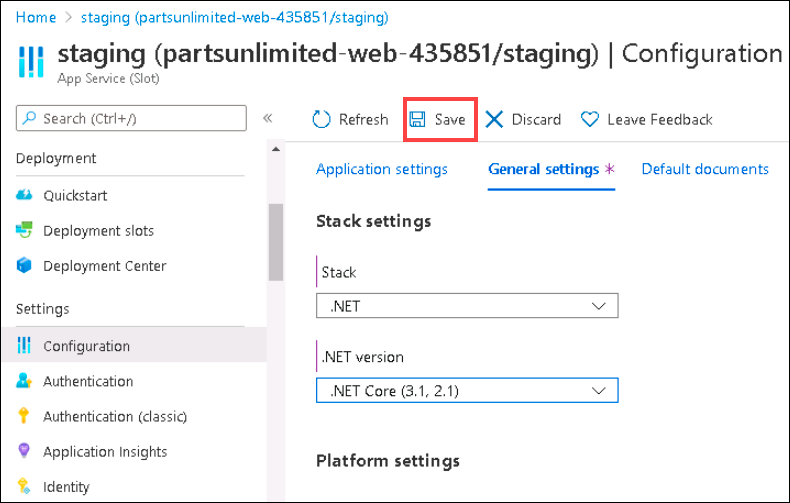 Home > staging (partsunlimited-web-435851/staging)
staging (partsunlimited-web-435851/staging) | Configuration
App Service (Slot)
Search (Ctrl+/) «
Refresh Save Discard Leave Feedback
Deployment
Quickstart
Deployment slots
Deployment Center
Settings
Configuration
Authentication
Authentication (classic)
Application Insights
Identity
Application settings General settings * Default documents
Stack settings
Stack
.NET
.NET version
.NET Core (3.1, 2.1)
Platform settings